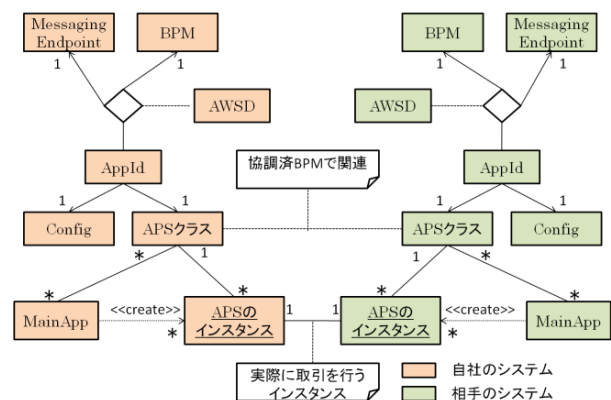 Messaging
Endpoint
BPM
BPM
Messaging
Endpoint
1
1
1
1
AWSD
AWSD
AppId
協調済BPMで関連
AppId
1
1
1
1
Config
APSクラス
APSクラス
Config
*
1
1
*
*
*
MainApp
<<create>>
*
APSの
インスタンス
1
1
APSの
インスタンス
<<create>>
*
MainApp
*
*
実際に取引を行う
インスタンス
自社のシステム
相手のシステム